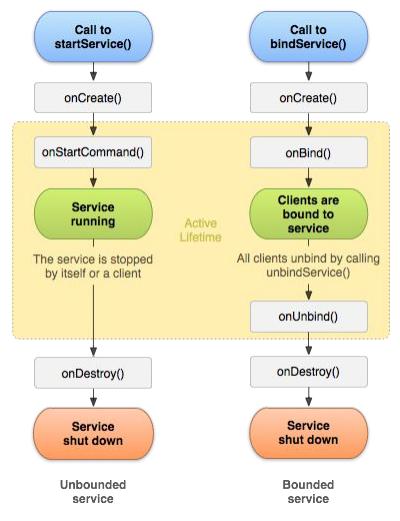 Call to
startService()
onCreate()
onStartCommand()
Service
running
The service is stopped
by itself or a client
onDestroy()
Service
shut down
Unbounded
service
Active
Lifetime
Call to
bindService()
onCreate()
onBind()
Clients are
bound to
service
All clients unbind by calling
unbindService()
onUnbind()
onDestroy()
Service
shut down
Bounded
service